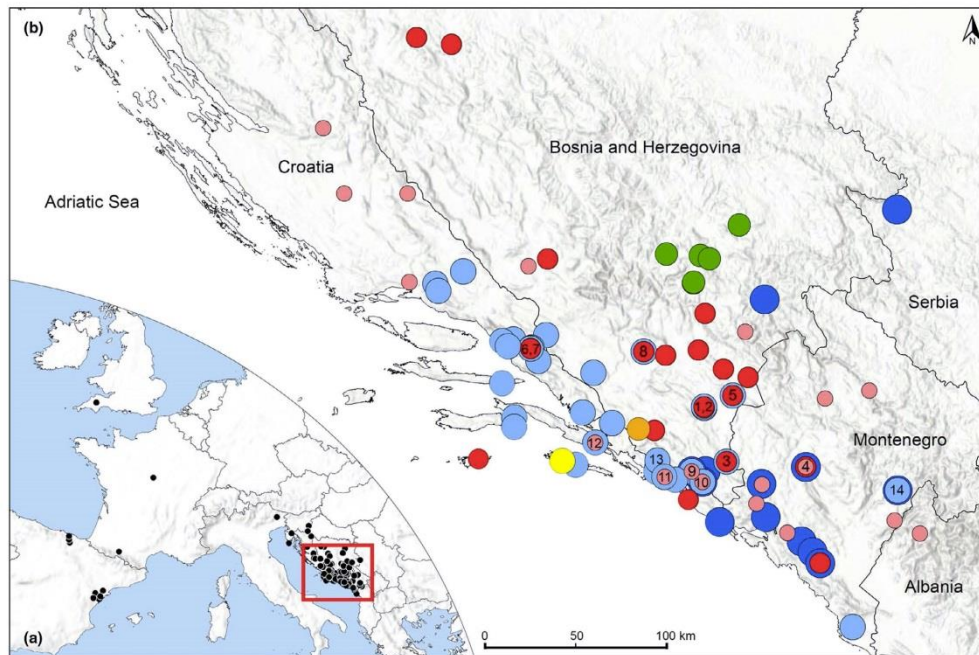 (b)
N
Bosnia and Herzegovina
Croatia
Adriatic Sea
Serbia
6,7
8
5
1,2
12
Montenegro
13
3
9
4
11
10
14
Albania
(a)
0 50 100 km